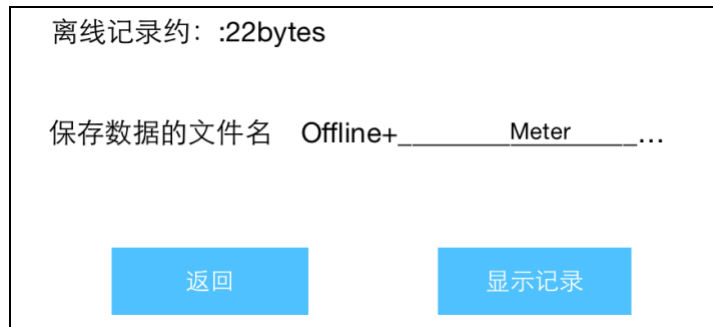 离线记录约：:22bytes
保存数据的文件名 Offline+________Meter_____...
返回 显示记录